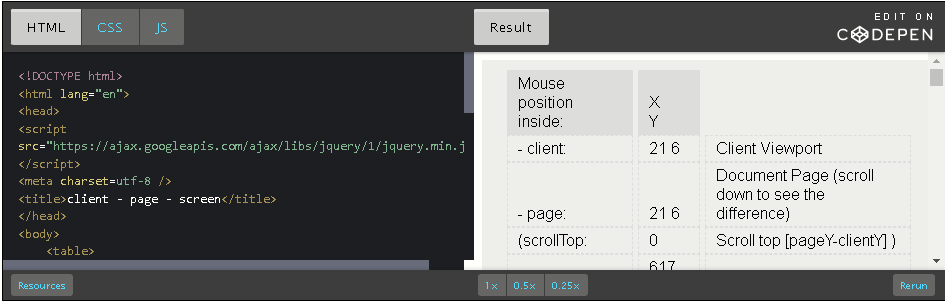 HTML
CSS
JS
Result
EDIT ON
CODEPEN
<!DOCTYPE html>
<html lang="en">
<head>
<script
src="https://ajax.googleapis.com/ajax/libs/jquery/1/jquery.min.j
</script>
<meta charset=utf-8 />
<title>client - page - screen</title>
</head>
<body>
<table>
Mouse
position
inside:
X
Y
- client:
21 6
Client Viewport
- page:
21 6
Document Page (scroll
down to see the
difference)
(scrollTop:
0
Scroll top [pageY-clientY] )
617
Resources
1x
0.5x
0.25x
Rerun